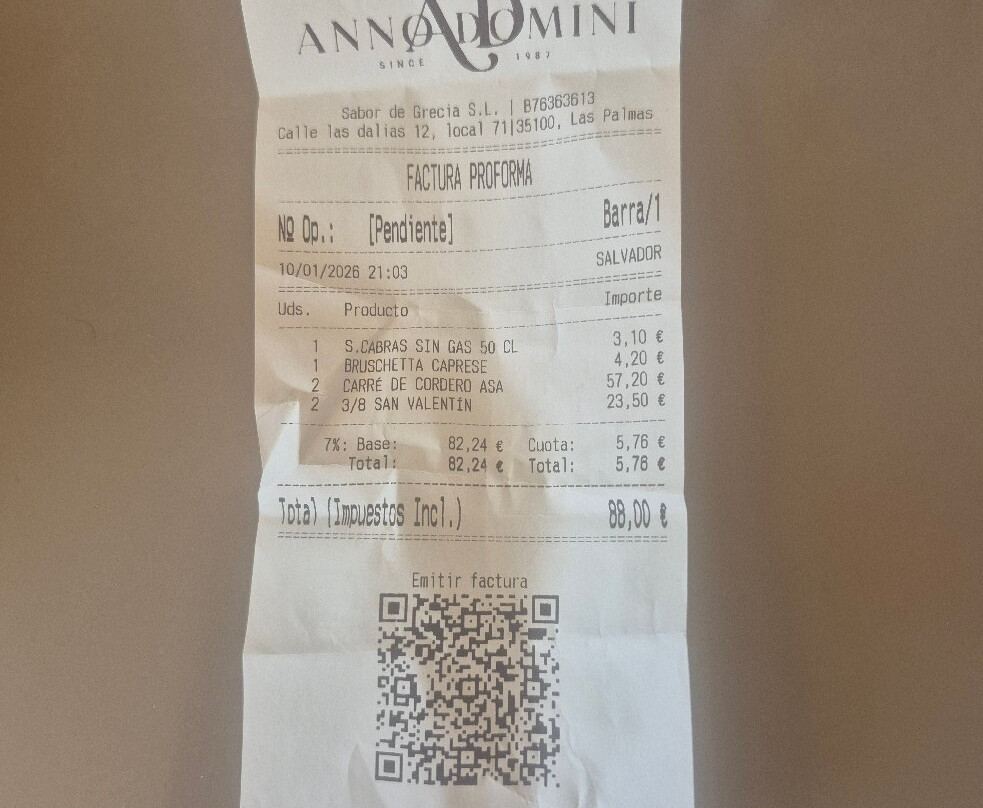 ANNO ADDOMINI
SINCE 1987
Sabor de Grecia S.L. | B76363613
Calle las dalias 12, local 71|35100, Las Palmas
FACTURA PROFORMA
Nº Op.: [Pendiente] Barra/1
10/01/2026 21:03 SALVADOR
Uds. Producto Importe
1 S.CABRAS SIN GAS 50 CL 3,10 €
1 BRUSCHETTA CAPRESE 4,20 €
2 CARRÉ DE CORDERO ASA 57,20 €
2 3/8 SAN VALENTÍN 23,50 €
7%: Base: 82,24 € Cuota: 5,76 €
Total: 82,24 € Total: 5,76 €
Total (Impuestos Incl.) 88,00 €
Emitir factura